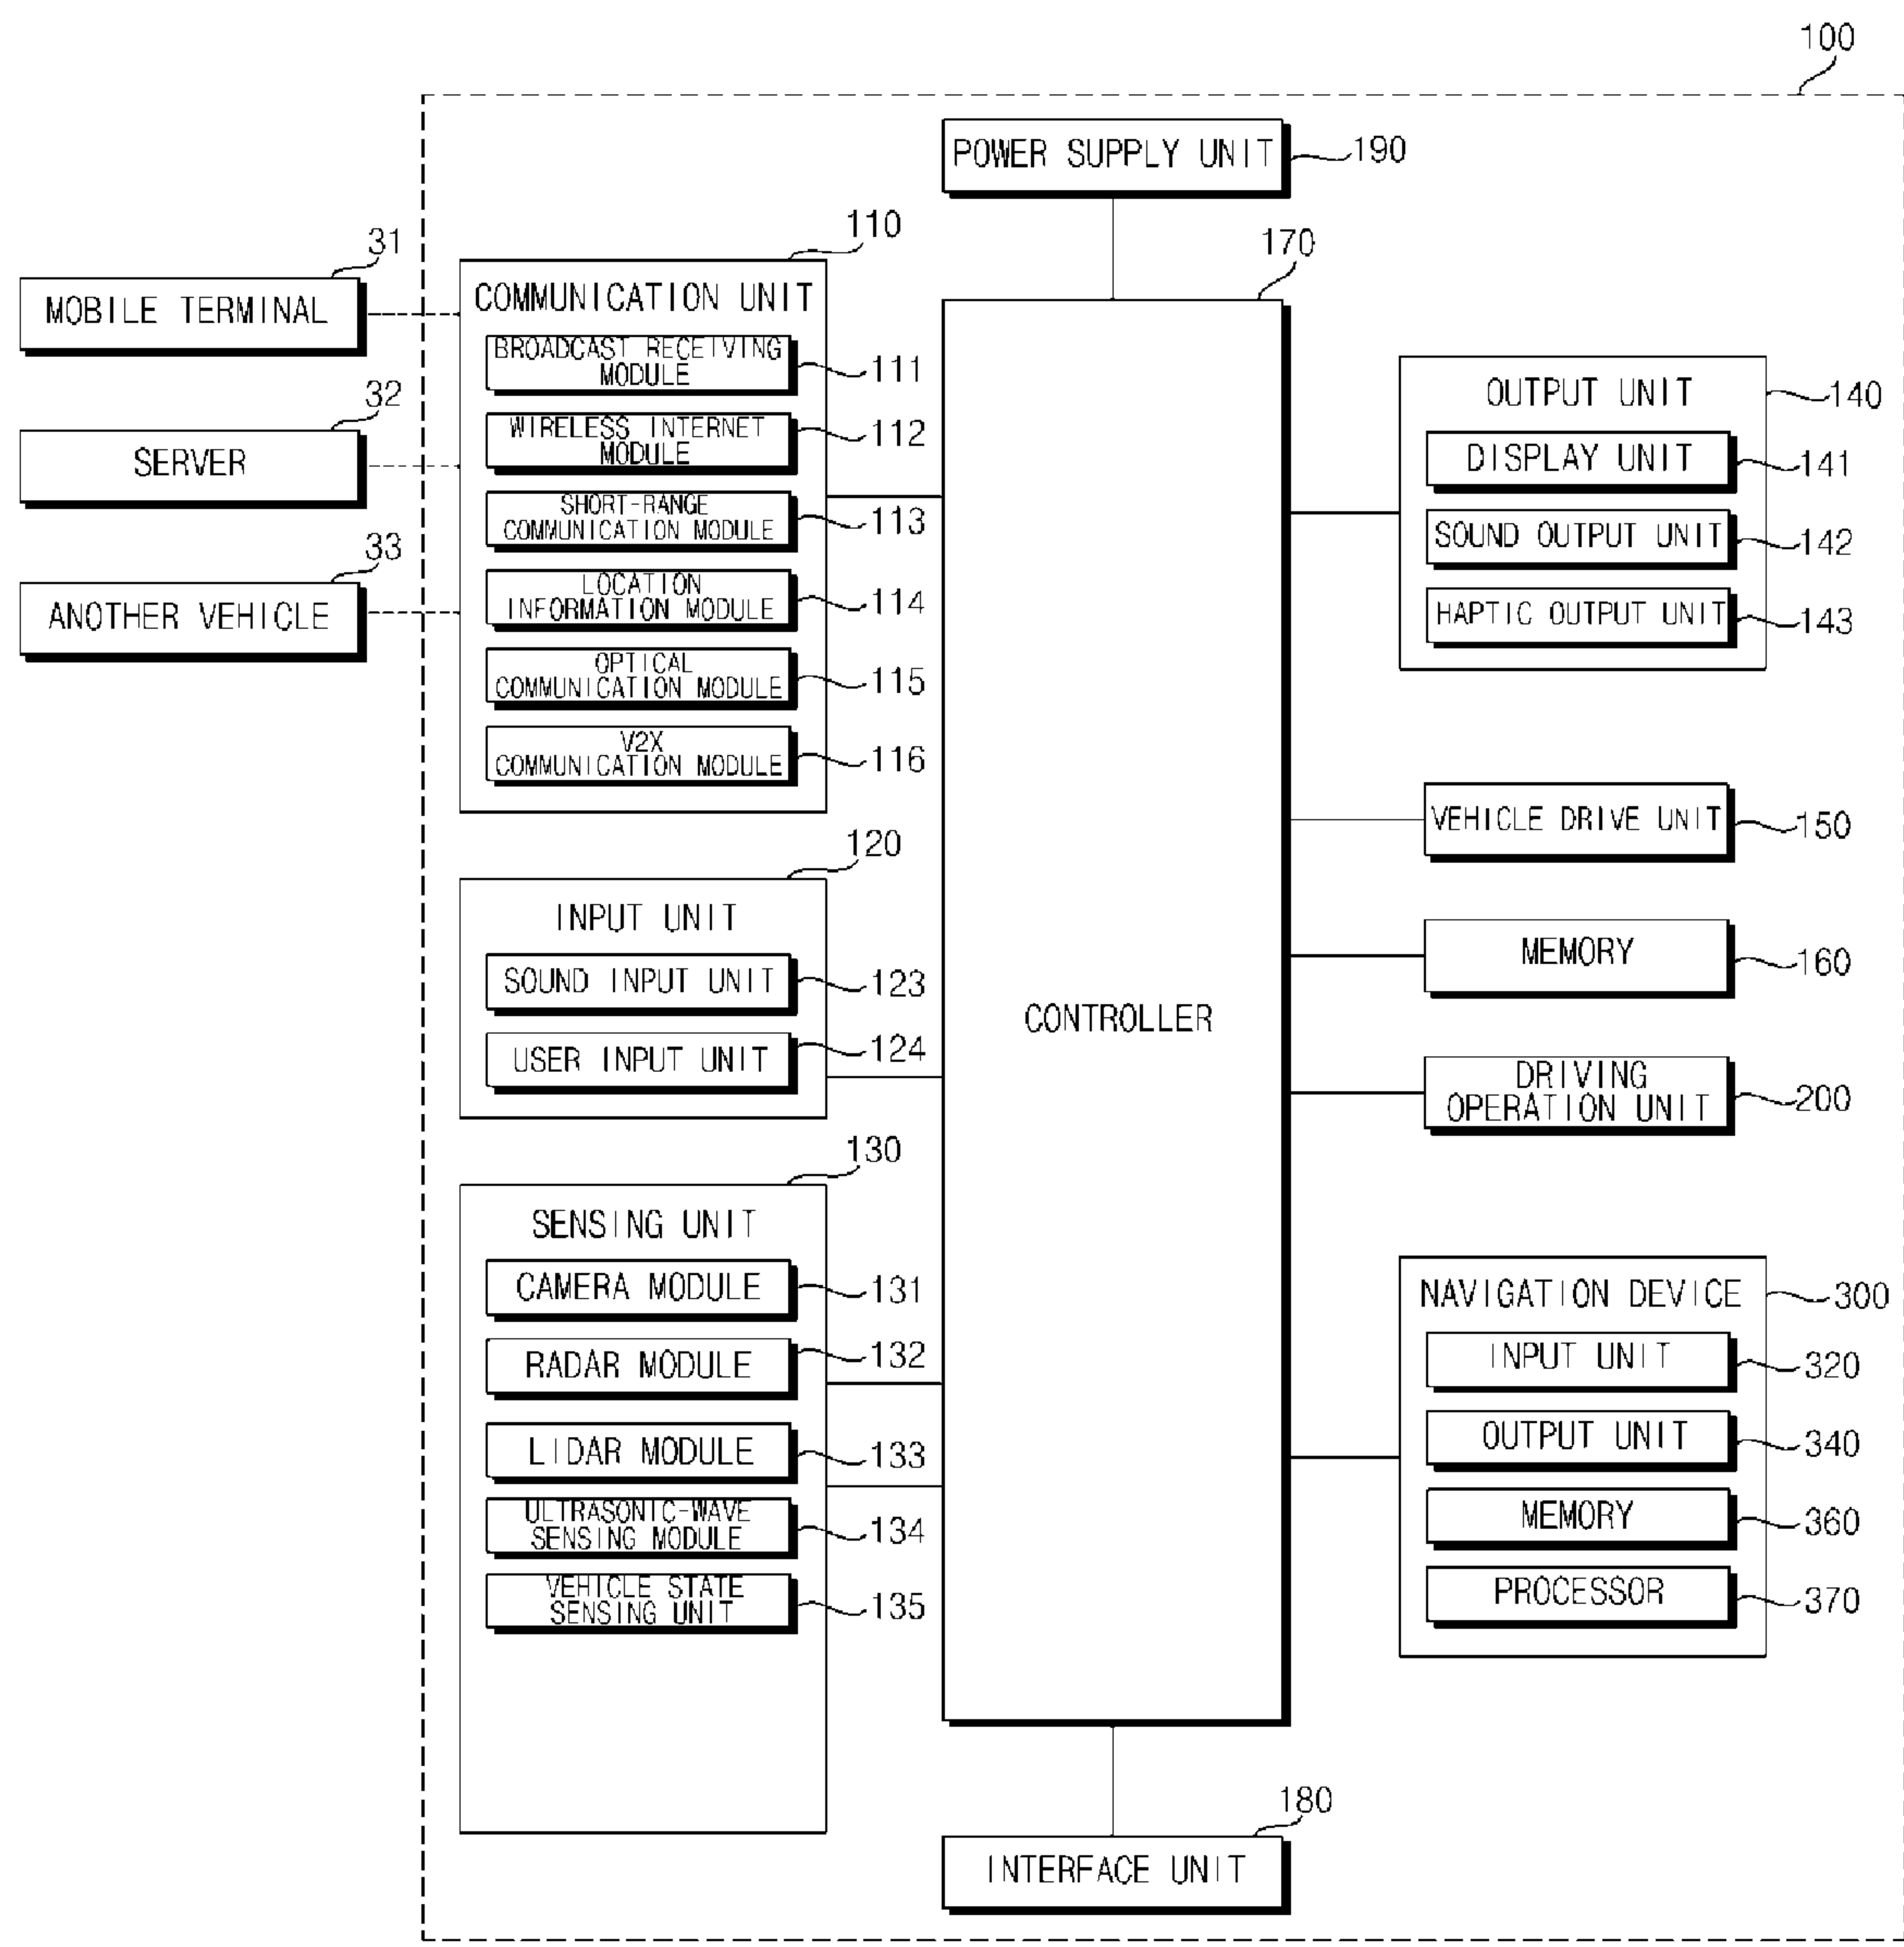 100
POWER SUPPLY UNIT
190
110
170
31
MOBILE TERMINAL
COMMUNICATION UNIT
BROADCAST RECEIVING
MODULE
111
32
SERVER
WIRELESS INTERNET
MODULE
112
SHORT-RANGE
COMMUNICATION MODULE
113
33
ANOTHER VEHICLE
LOCATION
INFORMATION MODULE
114
OPTICAL
COMMUNICATION MODULE
115
V2X
COMMUNICATION MODULE
116
120
INPUT UNIT
SOUND INPUT UNIT
123
USER INPUT UNIT
124
130
SENSING UNIT
CAMERA MODULE
131
RADAR MODULE
132
LIDAR MODULE
133
ULTRASONIC-WAVE
SENSING MODULE
134
VEHICLE STATE
SENSING UNIT
135
CONTROLLER
OUTPUT UNIT
140
DISPLAY UNIT
141
SOUND OUTPUT UNIT
142
HAPTIC OUTPUT UNIT
143
VEHICLE DRIVE UNIT
150
MEMORY
160
DRIVING
OPERATION UNIT
200
NAVIGATION DEVICE
300
INPUT UNIT
320
OUTPUT UNIT
340
MEMORY
360
PROCESSOR
370
180
INTERFACE UNIT